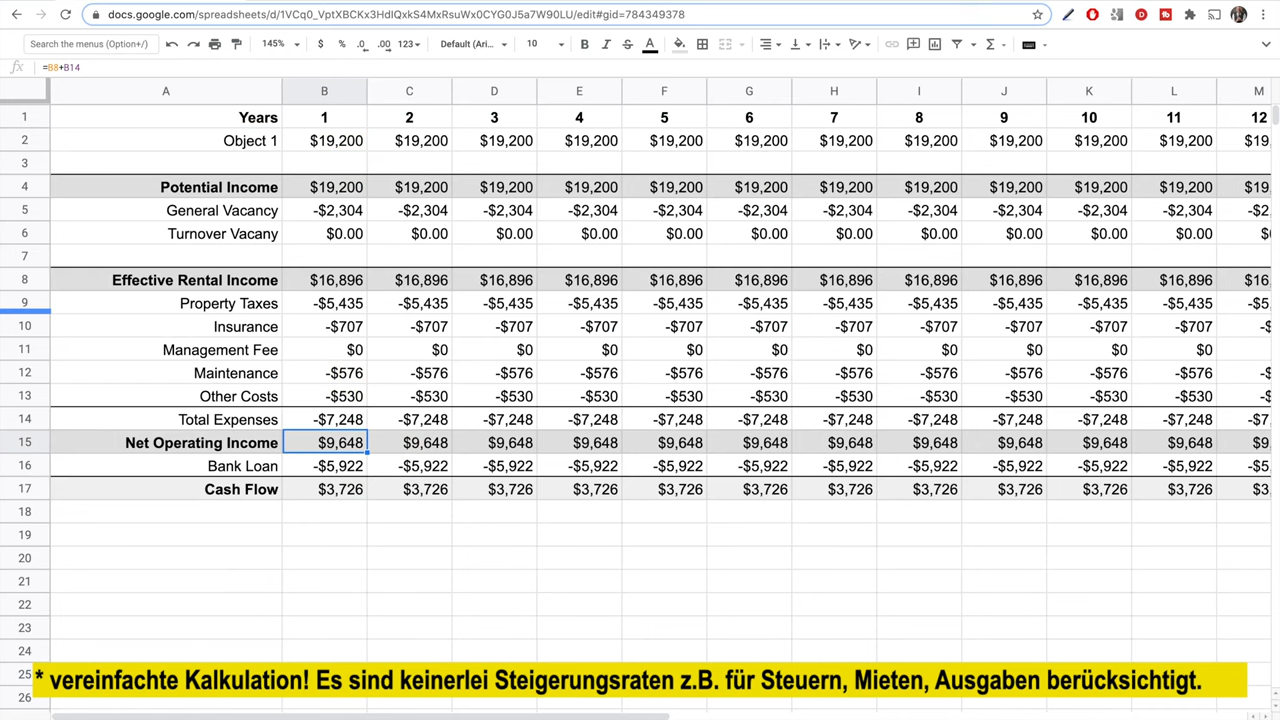 docs.google.com/spreadsheets/d/1VCq0_VptXBCKx3HdIQxkS4MxRsuWx0CYG0J5a7W90LU/edit#gid=784349378
Search the menus (Option+/) 145% $ % .0 .00 123 Default (Ari... 10 B I S A Σ
fx =B8+B14
A B C D E F G H I J K L M
1 Years 1 2 3 4 5 6 7 8 9 10 11 12
2 Object 1 $19,200 $19,200 $19,200 $19,200 $19,200 $19,200 $19,200 $19,200 $19,200 $19,200 $19,200 $19,
3
4 Potential Income $19,200 $19,200 $19,200 $19,200 $19,200 $19,200 $19,200 $19,200 $19,200 $19,200 $19,200 $19,
5 General Vacancy -$2,304 -$2,304 -$2,304 -$2,304 -$2,304 -$2,304 -$2,304 -$2,304 -$2,304 -$2,304 -$2,304 -$2,
6 Turnover Vacany $0.00 $0.00 $0.00 $0.00 $0.00 $0.00 $0.00 $0.00 $0.00 $0.00 $0.00
7
8 Effective Rental Income $16,896 $16,896 $16,896 $16,896 $16,896 $16,896 $16,896 $16,896 $16,896 $16,896 $16,896 $16,
9 Property Taxes -$5,435 -$5,435 -$5,435 -$5,435 -$5,435 -$5,435 -$5,435 -$5,435 -$5,435 -$5,435 -$5,435 -$5,
10 Insurance -$707 -$707 -$707 -$707 -$707 -$707 -$707 -$707 -$707 -$707 -$707
11 Management Fee $0 $0 $0 $0 $0 $0 $0 $0 $0 $0 $0
12 Maintenance -$576 -$576 -$576 -$576 -$576 -$576 -$576 -$576 -$576 -$576 -$576
13 Other Costs -$530 -$530 -$530 -$530 -$530 -$530 -$530 -$530 -$530 -$530 -$530
14 Total Expenses -$7,248 -$7,248 -$7,248 -$7,248 -$7,248 -$7,248 -$7,248 -$7,248 -$7,248 -$7,248 -$7,248 -$7,
15 Net Operating Income $9,648 $9,648 $9,648 $9,648 $9,648 $9,648 $9,648 $9,648 $9,648 $9,648 $9,648 $9,
16 Bank Loan -$5,922 -$5,922 -$5,922 -$5,922 -$5,922 -$5,922 -$5,922 -$5,922 -$5,922 -$5,922 -$5,922 -$5,
17 Cash Flow $3,726 $3,726 $3,726 $3,726 $3,726 $3,726 $3,726 $3,726 $3,726 $3,726 $3,726 $3,
18
19
20
21
22
23
24
25
* vereinfachte Kalkulation! Es sind keinerlei Steigerungsraten z.B. für Steuern, Mieten, Ausgaben berücksichtigt.
26